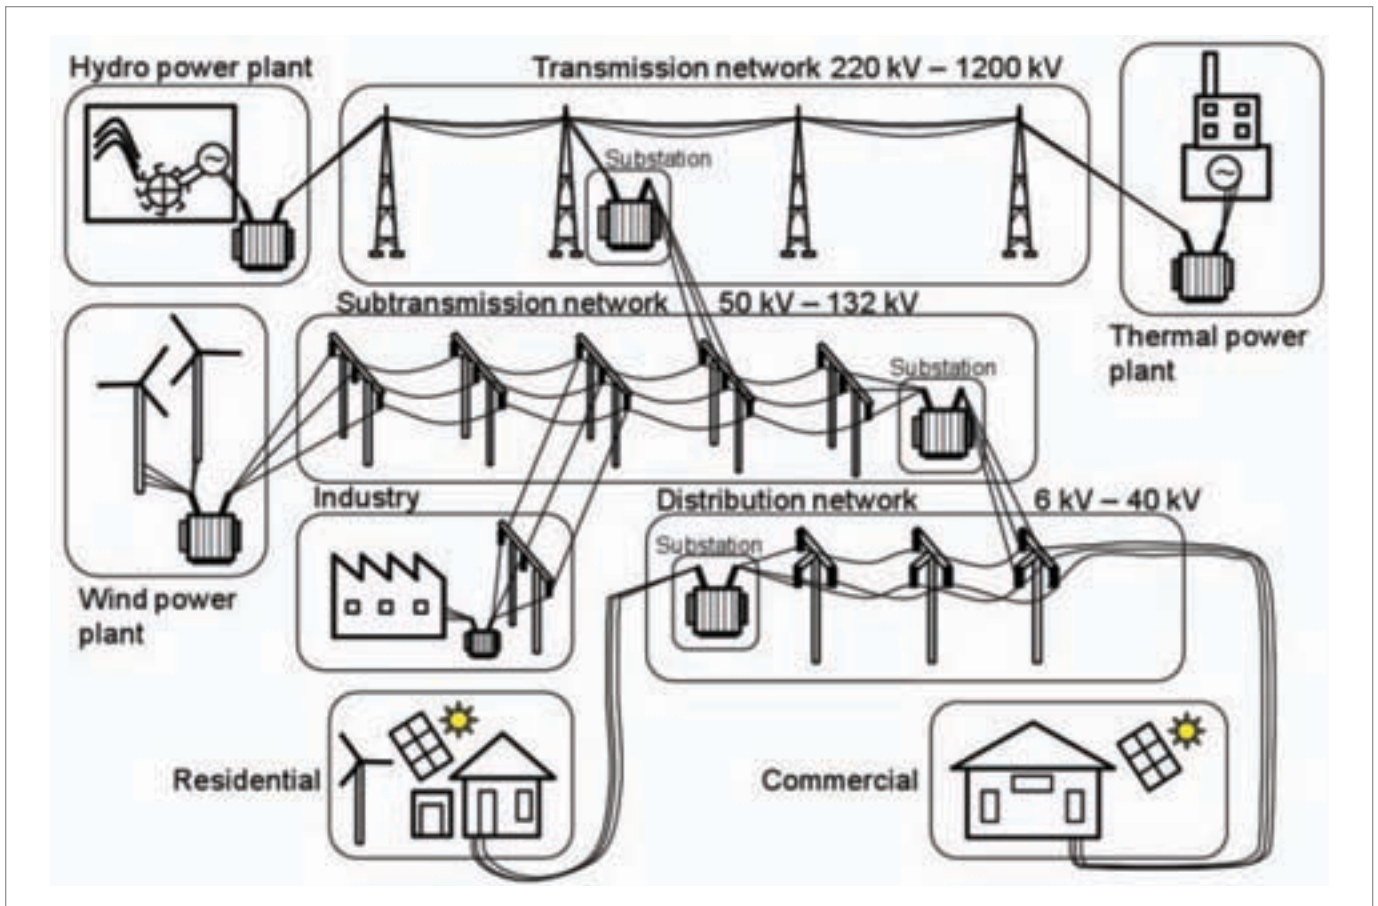 Hydro power plant
Transmission network 220 kV – 1200 kV
Substation
Thermal power
plant
Subtransmission network 50 kV – 132 kV
Substation
Wind power
plant
Industry
Distribution network 6 kV – 40 kV
Substation
Residential
Commercial